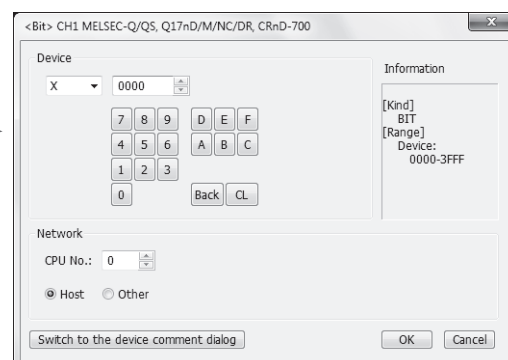 <Bit> CH1 MELSEC-Q/QS, Q17nD/M/NC/DR, CRnD-700
X
Device
X 0000
7 8 9 D E F
4 5 6 A B C
1 2 3
0 Back CL
Information
[Kind]
BIT
[Range]
Device:
0000-3FFF
Network
CPU No.: 0
Host Other
Switch to the device comment dialog OK Cancel